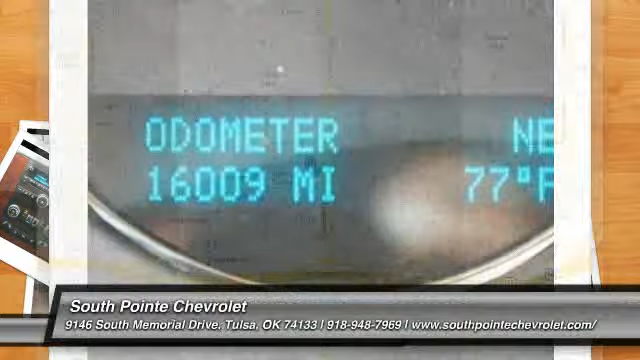 ODOMETER NE
16009 MI 77°F
South Pointe Chevrolet
9146 South Memorial Drive, Tulsa, OK 74133 | 918-948-7969 | www.southpointechevrolet.com/